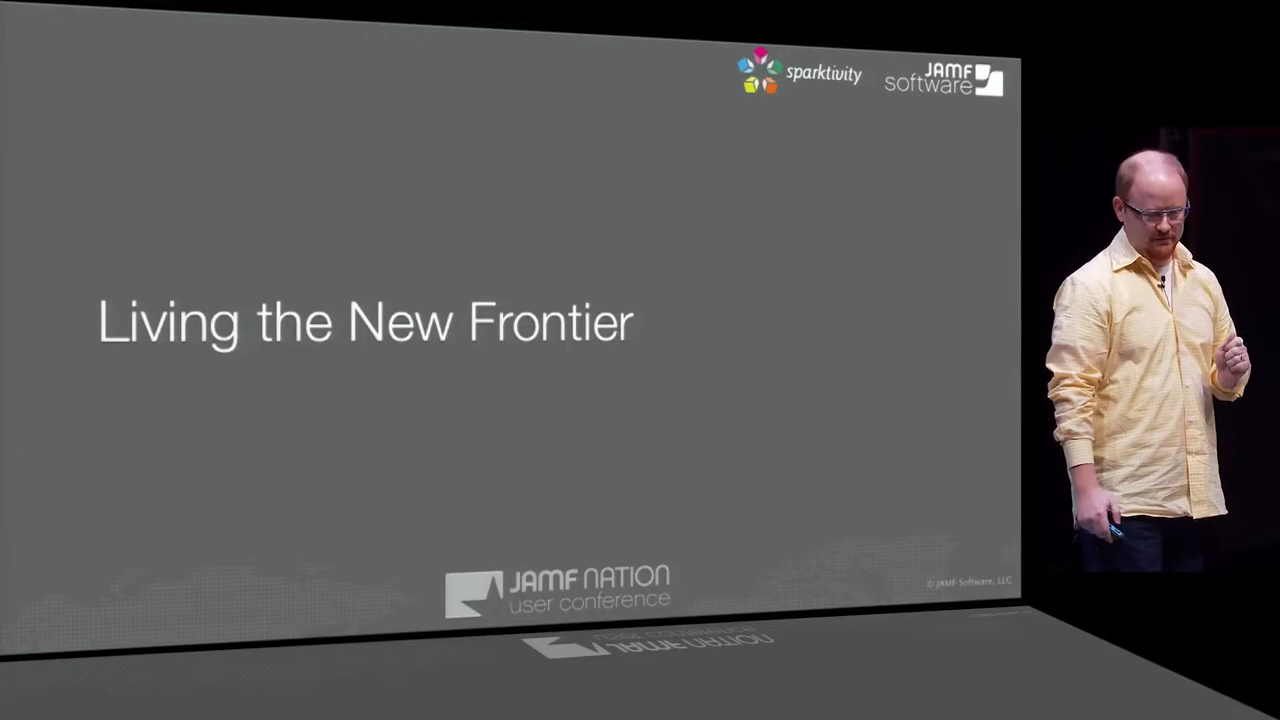 sparktivity
JAMF
software
Living the New Frontier
JAMF NATION
user conference
© JAMF Software, LLC